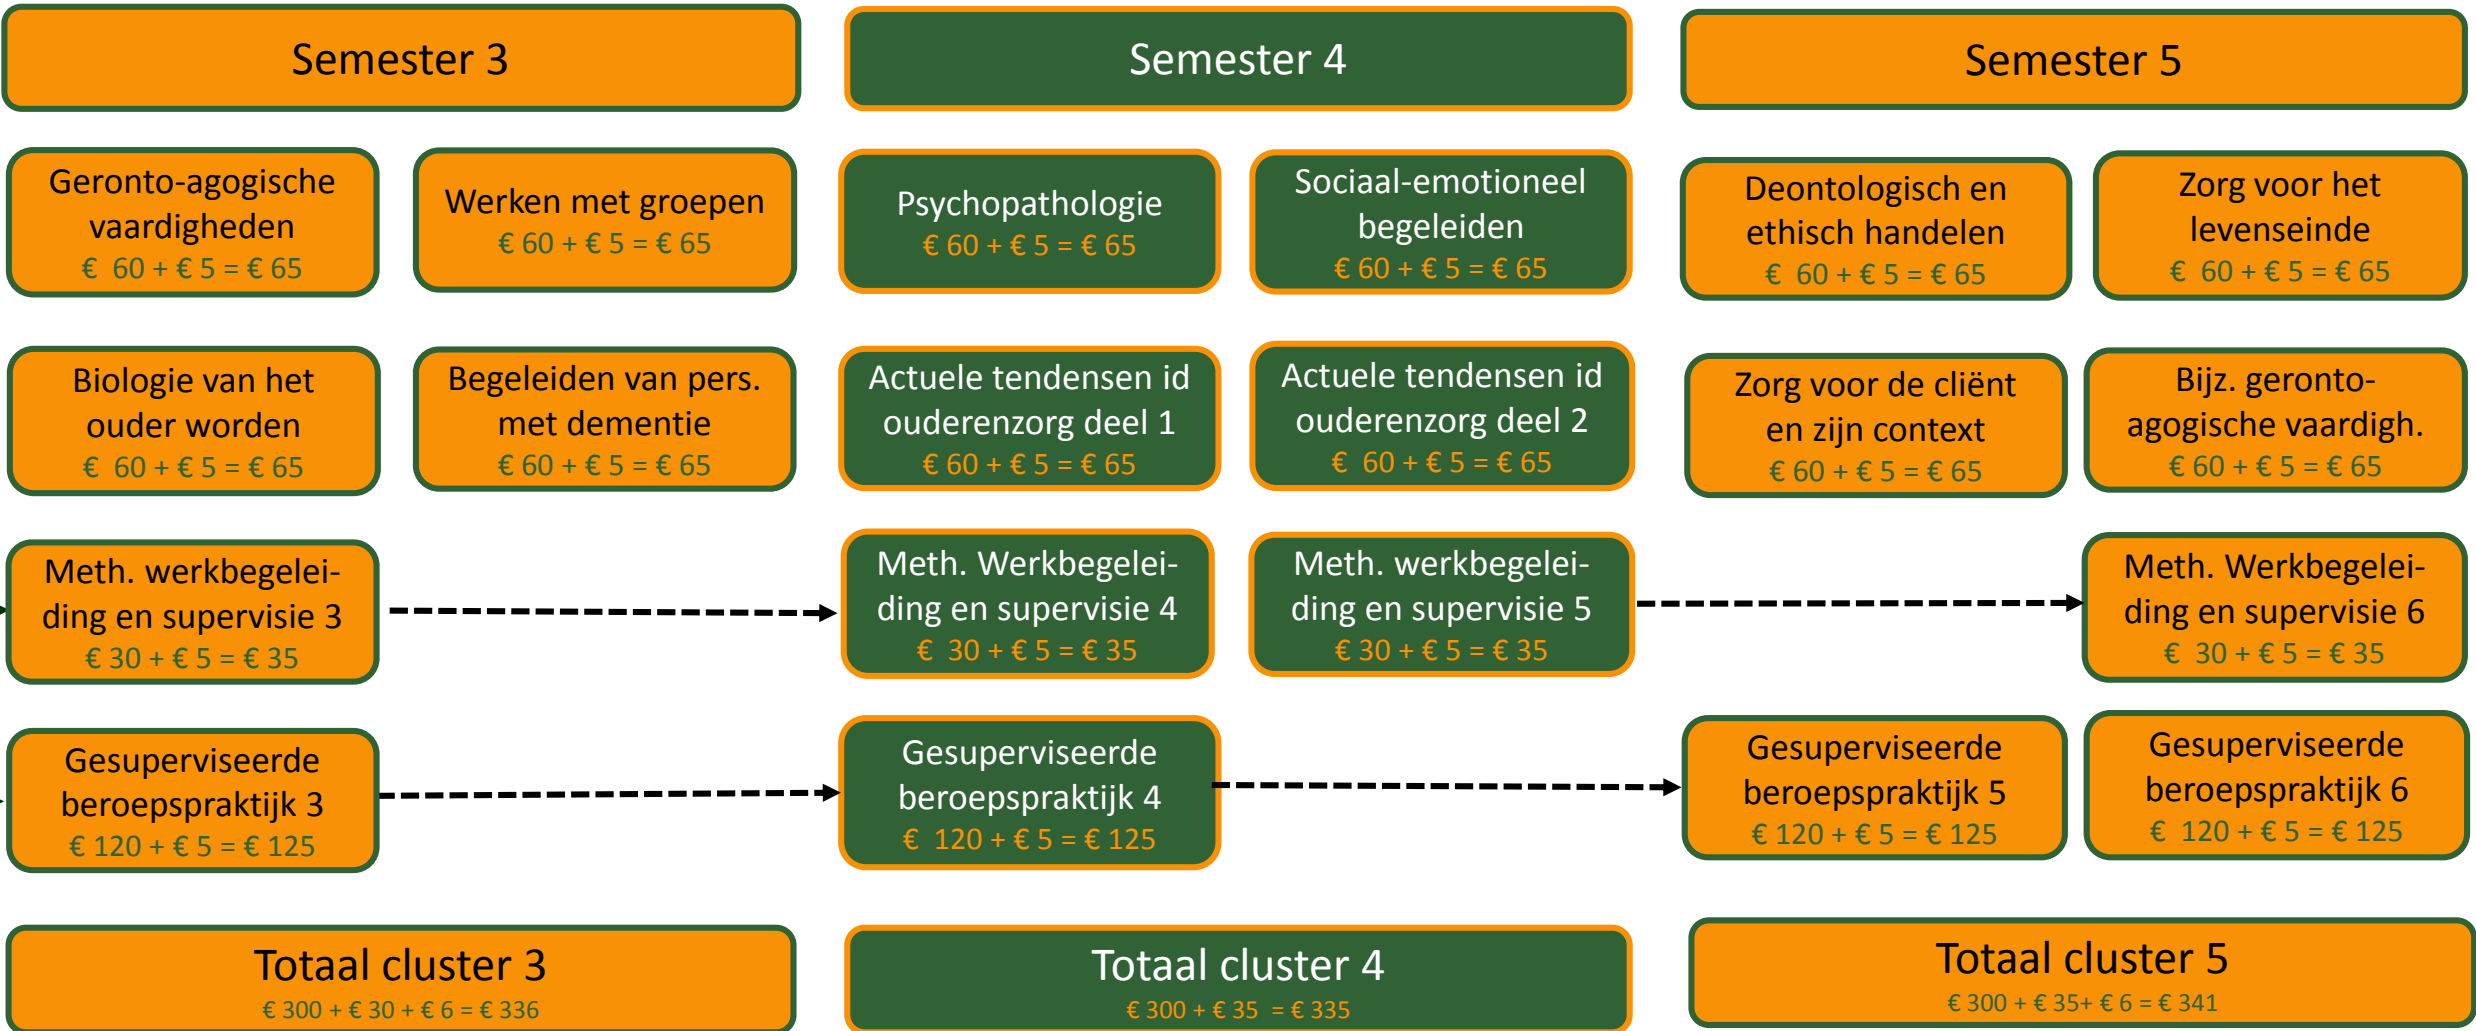 Semester 3
Semester 4
Semester 5
Geronto-agogische
vaardigheden
€ 60 + € 5 = € 65
Werken met groepen
€ 60 + € 5 = € 65
Psychopathologie
€ 60 + € 5 = € 65
Sociaal-emotioneel
begeleiden
€ 60 + € 5 = € 65
Deontologisch en
ethisch handelen
€ 60 + € 5 = € 65
Zorg voor het
levenseinde
€ 60 + € 5 = € 65
Biologie van het
ouder worden
€ 60 + € 5 = € 65
Begeleiden van pers.
met dementie
€ 60 + € 5 = € 65
Actuele tendensen id
ouderenzorg deel 1
€ 60 + € 5 = € 65
Actuele tendensen id
ouderenzorg deel 2
€ 60 + € 5 = € 65
Zorg voor de cliënt
en zijn context
€ 60 + € 5 = € 65
Bijz. geronto-
agogische vaardigh.
€ 60 + € 5 = € 65
Meth. werkbegelei-
ding en supervisie 3
€ 30 + € 5 = € 35
Meth. Werkbegelei-
ding en supervisie 4
€ 30 + € 5 = € 35
Meth. werkbegelei-
ding en supervisie 5
€ 30 + € 5 = € 35
Meth. Werkbegelei-
ding en supervisie 6
€ 30 + € 5 = € 35
Gesuperviseerde
beroepspraktijk 3
€ 120 + € 5 = € 125
Gesuperviseerde
beroepspraktijk 4
€ 120 + € 5 = € 125
Gesuperviseerde
beroepspraktijk 5
€ 120 + € 5 = € 125
Gesuperviseerde
beroepspraktijk 6
€ 120 + € 5 = € 125
Totaal cluster 3
€ 300 + € 30 + € 6 = € 336
Totaal cluster 4
€ 300 + € 35 = € 335
Totaal cluster 5
€ 300 + € 35+ € 6 = € 341